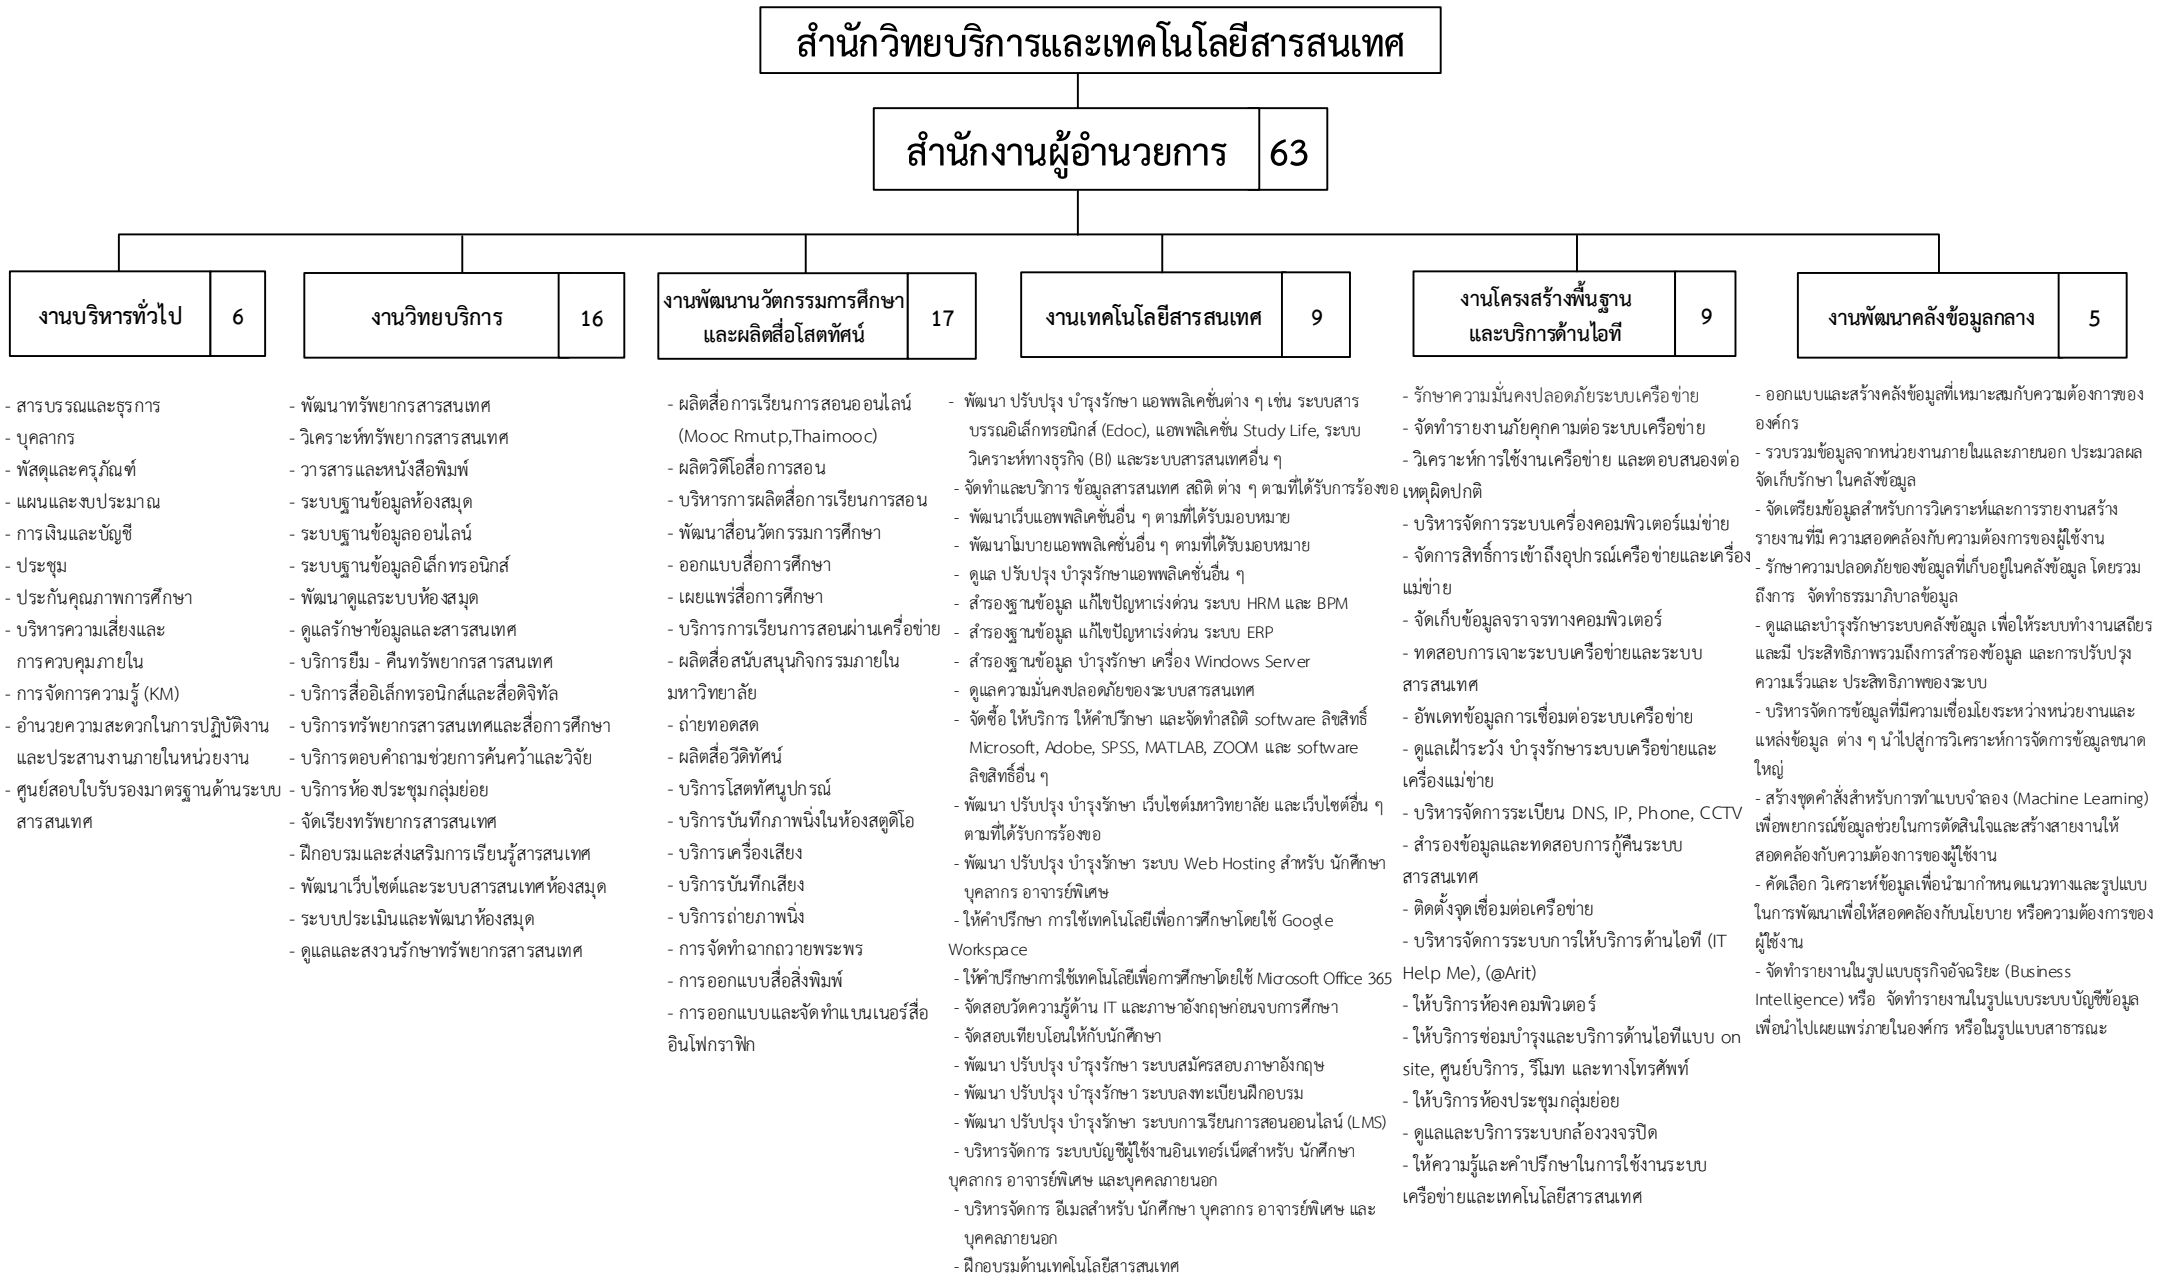 สำนักวิทยบริการและเทคโนโลยีสารสนเทศ
สำนักงานผู้อำนวยการ 63
งานบริหารทั่วไป 6
- สารบรรณและธุรการ
- บุคลากร
- พัสดุและครุภัณฑ์
- แผนและงบประมาณ
- การเงินและบัญชี
- ประชุม
- ประกันคุณภาพการศึกษา
- บริหารความเสี่ยงและ
การควบคุมภายใน
- การจัดการความรู้ (KM)
- อำนวยความสะดวกในการปฏิบัติงาน
และประสานงานภายในหน่วยงาน
- ศูนย์สอบใบรับรองมาตรฐานด้านระบบ
สารสนเทศ
งานวิทยบริการ 16
- พัฒนาทรัพยากรสารสนเทศ
- วิเคราะห์ทรัพยากรสารสนเทศ
- วารสารและหนังสือพิมพ์
- ระบบฐานข้อมูลห้องสมุด
- ระบบฐานข้อมูลออนไลน์
- ระบบฐานข้อมูลอิเล็กทรอนิกส์
- พัฒนาดูแลระบบห้องสมุด
- ดูแลรักษาข้อมูลและสารสนเทศ
- บริการยืม - คืนทรัพยากรสารสนเทศ
- บริการสื่ออิเล็กทรอนิกส์และสื่อดิจิทัล
- บริการทรัพยากรสารสนเทศและสื่อการศึกษา
- บริการตอบคำถามช่วยการค้นคว้าและวิจัย
- บริการห้องประชุมกลุ่มย่อย
- จัดเรียงทรัพยากรสารสนเทศ
- ฝึกอบรมและส่งเสริมการเรียนรู้สารสนเทศ
- พัฒนาเว็บไซต์และระบบสารสนเทศห้องสมุด
- ระบบประเมินและพัฒนาห้องสมุด
- ดูแลและสงวนรักษาทรัพยากรสารสนเทศ
งานพัฒนานวัตกรรมการศึกษา
และผลิตสื่อโสตทัศน์ 17
- ผลิตสื่อการเรียนการสอนออนไลน์
(Mooc Rmutp,Thaimooc)
- ผลิตวิดีโอสื่อการสอน
- บริหารการผลิตสื่อการเรียนการสอน
- พัฒนาสื่อนวัตกรรมการศึกษา
- ออกแบบสื่อการศึกษา
- เผยแพร่สื่อการศึกษา
- บริการการเรียนการสอนผ่านเครือข่าย
- ผลิตสื่อสนับสนุนกิจกรรมภายใน
มหาวิทยาลัย
- ถ่ายทอดสด
- ผลิตสื่อวีดิทัศน์
- บริการโสตทัศนูปกรณ์
- บริการบันทึกภาพนิ่งในห้องสตูดิโอ
- บริการเครื่องเสียง
- บริการบันทึกเสียง
- บริการถ่ายภาพนิ่ง
- การจัดทำฉากถวายพระพร
- การออกแบบสื่อสิ่งพิมพ์
- การออกแบบและจัดทำแบนเนอร์สื่อ
อินโฟกราฟิก
งานเทคโนโลยีสารสนเทศ 9
- พัฒนา ปรับปรุง บำรุงรักษา แอพพลิเคชั่นต่าง ๆ เช่น ระบบสาร
บรรณอิเล็กทรอนิกส์ (Edoc), แอพพลิเคชั่น Study Life, ระบบ
วิเคราะห์ทางธุรกิจ (BI) และระบบสารสนเทศอื่น ๆ
- จัดทำและบริการ ข้อมูลสารสนเทศ สถิติ ต่าง ๆ ตามที่ได้รับการร้องขอ
- พัฒนาเว็บแอพพลิเคชั่นอื่น ๆ ตามที่ได้รับมอบหมาย
- พัฒนาโมบายแอพพลิเคชั่นอื่น ๆ ตามที่ได้รับมอบหมาย
- ดูแล ปรับปรุง บำรุงรักษาแอพพลิเคชั่นอื่น ๆ
- สำรองฐานข้อมูล แก้ไขปัญหาเร่งด่วน ระบบ HRM และ BPM
- สำรองฐานข้อมูล แก้ไขปัญหาเร่งด่วน ระบบ ERP
- สำรองฐานข้อมูล บำรุงรักษา เครื่อง Windows Server
- ดูแลความมั่นคงปลอดภัยของระบบสารสนเทศ
- จัดซื้อ ให้บริการ ให้คำปรึกษา และจัดทำสถิติ software ลิขสิทธิ์
Microsoft, Adobe, SPSS, MATLAB, ZOOM และ software
ลิขสิทธิ์อื่น ๆ
- พัฒนา ปรับปรุง บำรุงรักษา เว็บไซต์มหาวิทยาลัย และเว็บไซต์อื่น ๆ
ตามที่ได้รับการร้องขอ
- พัฒนา ปรับปรุง บำรุงรักษา ระบบ Web Hosting สำหรับ นักศึกษา
บุคลากร อาจารย์พิเศษ
- ให้คำปรึกษา การใช้เทคโนโลยีเพื่อการศึกษาโดยใช้ Google
Workspace
- ให้คำปรึกษาการใช้เทคโนโลยีเพื่อการศึกษาโดยใช้ Microsoft Office 365
- จัดสอบวัดความรู้ด้าน IT และภาษาอังกฤษก่อนจบการศึกษา
- จัดสอบเทียบโอนให้กับนักศึกษา
- พัฒนา ปรับปรุง บำรุงรักษา ระบบสมัครสอบภาษาอังกฤษ
- พัฒนา ปรับปรุง บำรุงรักษา ระบบลงทะเบียนฝึกอบรม
- พัฒนา ปรับปรุง บำรุงรักษา ระบบการเรียนการสอนออนไลน์ (LMS)
- บริหารจัดการ ระบบบัญชีผู้ใช้งานอินเทอร์เน็ตสำหรับ นักศึกษา
บุคลากร อาจารย์พิเศษ และบุคคลภายนอก
- บริหารจัดการ อีเมลสำหรับ นักศึกษา บุคลากร อาจารย์พิเศษ และ
บุคคลภายนอก
- ฝึกอบรมด้านเทคโนโลยีสารสนเทศ
งานโครงสร้างพื้นฐาน
และบริการด้านไอที 9
- รักษาความมั่นคงปลอดภัยระบบเครือข่าย
- จัดทำรายงานภัยคุกคามต่อระบบเครือข่าย
- วิเคราะห์การใช้งานเครือข่าย และตอบสนองต่อ
เหตุผิดปกติ
- บริหารจัดการระบบเครื่องคอมพิวเตอร์แม่ข่าย
- จัดการสิทธิ์การเข้าถึงอุปกรณ์เครือข่ายและเครื่อง
แม่ข่าย
- จัดเก็บข้อมูลจราจรทางคอมพิวเตอร์
- ทดสอบการเจาะระบบเครือข่ายและระบบ
สารสนเทศ
- อัพเดทข้อมูลการเชื่อมต่อระบบเครือข่าย
- ดูแลเฝ้าระวัง บำรุงรักษาระบบเครือข่ายและ
เครื่องแม่ข่าย
- บริหารจัดการระเบียน DNS, IP, Phone, CCTV
- สำรองข้อมูลและทดสอบการกู้คืนระบบ
สารสนเทศ
- ติดตั้งจุดเชื่อมต่อเครือข่าย
- บริหารจัดการระบบการให้บริการด้านไอที (IT
Help Me), (@Arit)
- ให้บริการห้องคอมพิวเตอร์
- ให้บริการซ่อมบำรุงและบริการด้านไอทีแบบ on
site, ศูนย์บริการ, รีโมท และทางโทรศัพท์
- ให้บริการห้องประชุมกลุ่มย่อย
- ดูแลและบริการระบบกล้องวงจรปิด
- ให้ความรู้และคำปรึกษาในการใช้งานระบบ
เครือข่ายและเทคโนโลยีสารสนเทศ
งานพัฒนาคลังข้อมูลกลาง 5
- ออกแบบและสร้างคลังข้อมูลที่เหมาะสมกับความต้องการของ
องค์กร
- รวบรวมข้อมูลจากหน่วยงานภายในและภายนอก ประมวลผล
จัดเก็บรักษา ในคลังข้อมูล
- จัดเตรียมข้อมูลสำหรับการวิเคราะห์และการรายงานสร้าง
รายงานที่มี ความสอดคล้องกับความต้องการของผู้ใช้งาน
- รักษาความปลอดภัยของข้อมูลที่เก็บอยู่ในคลังข้อมูล โดยรวม
ถึงการ จัดทำธรรมาภิบาลข้อมูล
- ดูแลและบำรุงรักษาระบบคลังข้อมูล เพื่อให้ระบบทำงานเสถียร
และมี ประสิทธิภาพรวมถึงการสำรองข้อมูล และการปรับปรุง
ความเร็วและ ประสิทธิภาพของระบบ
- บริหารจัดการข้อมูลที่มีความเชื่อมโยงระหว่างหน่วยงานและ
แหล่งข้อมูล ต่าง ๆ นำไปสู่การวิเคราะห์การจัดการข้อมูลขนาด
ใหญ่
- สร้างชุดคำสั่งสำหรับการทำแบบจำลอง (Machine Learning)
เพื่อพยากรณ์ข้อมูลช่วยในการตัดสินใจและสร้างสายงานให้
สอดคล้องกับความต้องการของผู้ใช้งาน
- คัดเลือก วิเคราะห์ข้อมูลเพื่อนำมากำหนดแนวทางและรูปแบบ
ในการพัฒนาเพื่อให้สอดคล้องกับนโยบาย หรือความต้องการของ
ผู้ใช้งาน
- จัดทำรายงานในรูปแบบธุรกิจอัจฉริยะ (Business
Intelligence) หรือ จัดทำรายงานในรูปแบบระบบบัญชีข้อมูล
เพื่อนำไปเผยแพร่ภายในองค์กร หรือในรูปแบบสาธารณะ